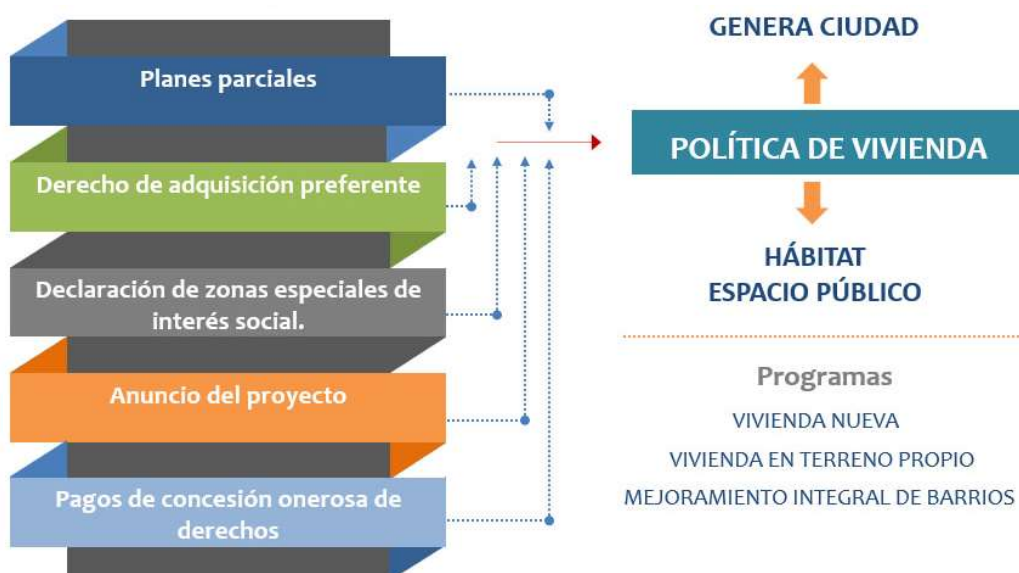 Planes parciales
Derecho de adquisición preferente
Declaración de zonas especiales de
interés social.
Anuncio del proyecto
Pagos de concesión onerosa de
derechos
GENERA CIUDAD
POLÍTICA DE VIVIENDA
HÁBITAT
ESPACIO PÚBLICO
Programas
VIVIENDA NUEVA
VIVIENDA EN TERRENO PROPIO
MEJORAMIENTO INTEGRAL DE BARRIOS